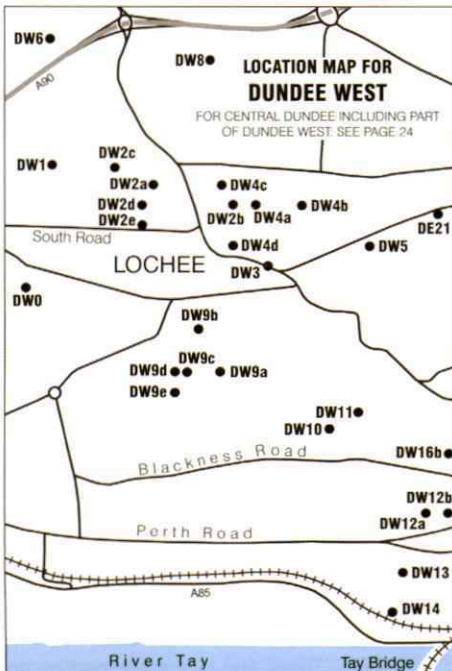 DW6
DW8
A90
LOCATION MAP FOR
DUNDEE WEST
FOR CENTRAL DUNDEE INCLUDING PART
OF DUNDEE WEST SEE PAGE 24
DW1
DW2c
DW2a
DW4c
DW2d
DW2b
DW4a
DW4b
DE21
DW2e
South Road
DW4d
DW5
LOCHEE
DW3
DW0
DW9b
DW9c
DW9d
DW9a
DW9e
DW11
DW10
Blackness Road
DW16b
DW12b
DW12a
Perth Road
DW13
A85
DW14
River Tay
Tay Bridge